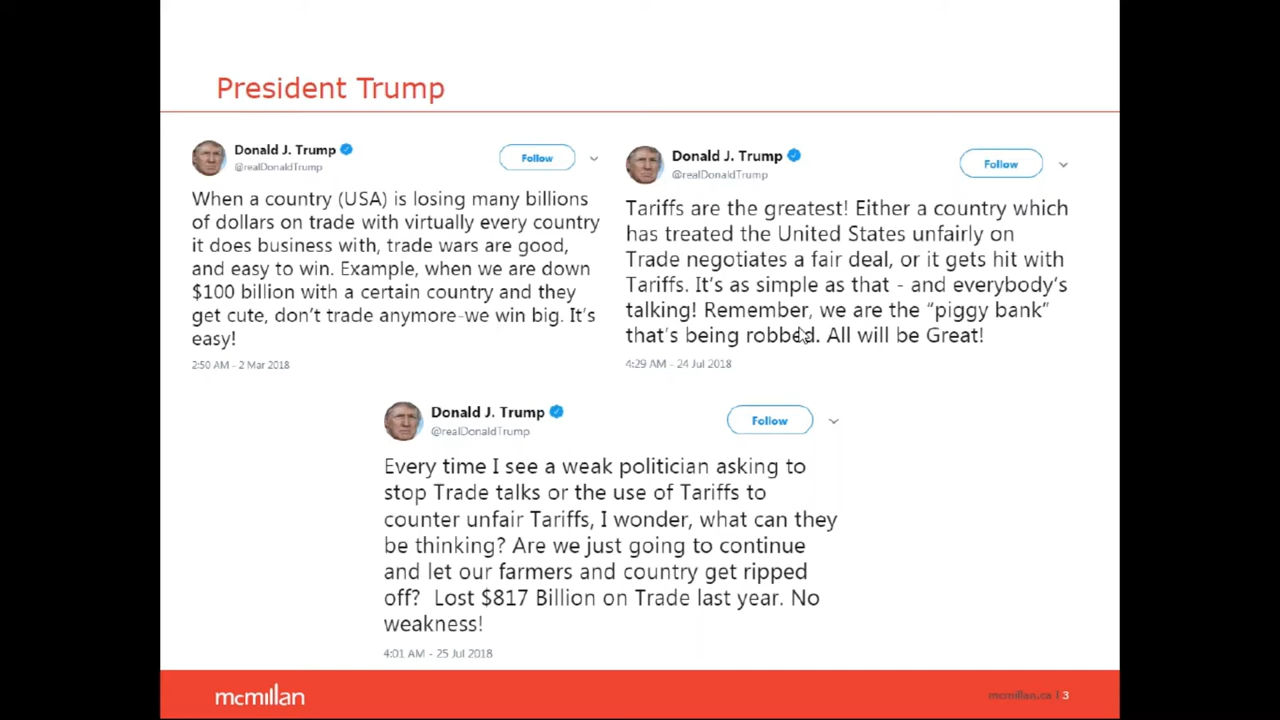 President Trump
Donald J. Trump
@realDonaldTrump
Follow
When a country (USA) is losing many billions
of dollars on trade with virtually every country
it does business with, trade wars are good,
and easy to win. Example, when we are down
$100 billion with a certain country and they
get cute, don't trade anymore-we win big. It's
easy!
2:50 AM - 2 Mar 2018
Donald J. Trump
@realDonaldTrump
Follow
Tariffs are the greatest! Either a country which
has treated the United States unfairly on
Trade negotiates a fair deal, or it gets hit with
Tariffs. It's as simple as that - and everybody's
talking! Remember, we are the “piggy bank”
that's being robbed. All will be Great!
4:29 AM - 24 Jul 2018
Donald J. Trump
@realDonaldTrump
Follow
Every time I see a weak politician asking to
stop Trade talks or the use of Tariffs to
counter unfair Tariffs, I wonder, what can they
be thinking? Are we just going to continue
and let our farmers and country get ripped
off?  Lost $817 Billion on Trade last year. No
weakness!
4:01 AM - 25 Jul 2018
mcmillan
mcmillan.ca | 3